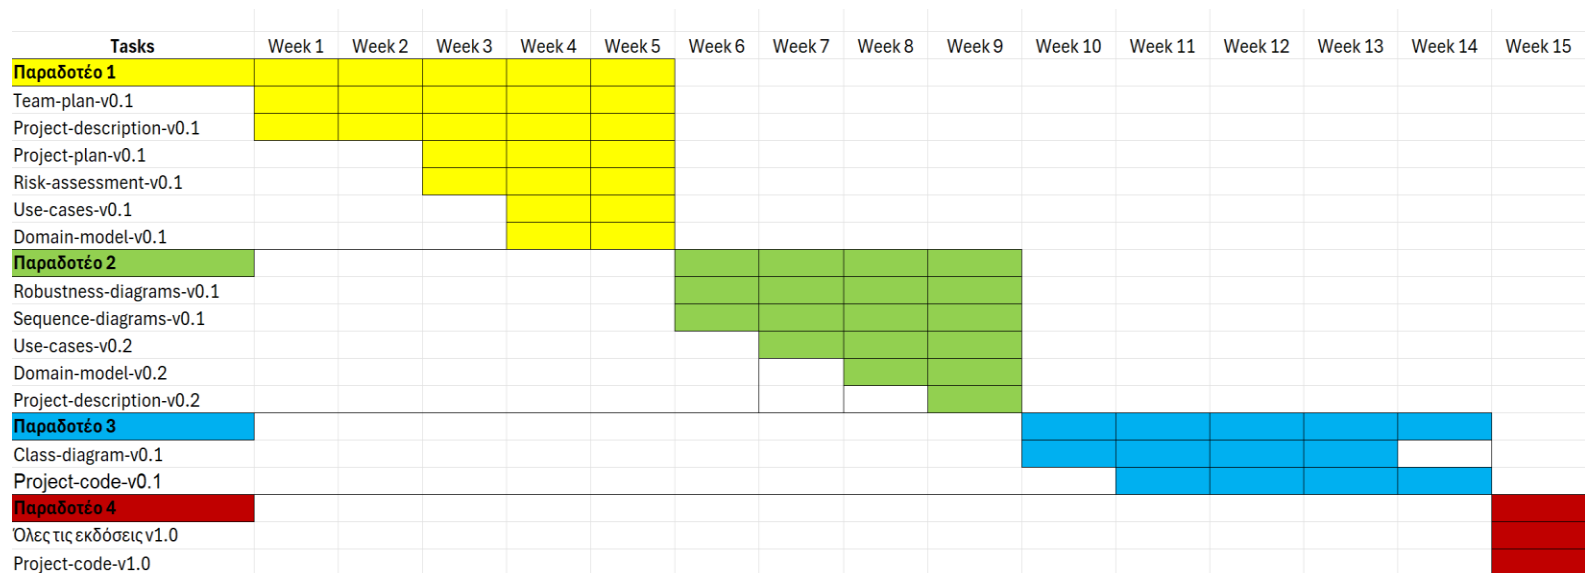 Tasks Week 1 Week 2 Week 3 Week 4 Week 5 Week 6 Week 7 Week 8 Week 9 Week 10 Week 11 Week 12 Week 13 Week 14 Week 15
Παραδοτέο 1
Team-plan-v0.1
Project-description-v0.1
Project-plan-v0.1
Risk-assessment-v0.1
Use-cases-v0.1
Domain-model-v0.1
Παραδοτέο 2
Robustness-diagrams-v0.1
Sequence-diagrams-v0.1
Use-cases-v0.2
Domain-model-v0.2
Project-description-v0.2
Παραδοτέο 3
Class-diagram-v0.1
Project-code-v0.1
Παραδοτέο 4
Όλες τις εκδόσεις v1.0
Project-code-v1.0